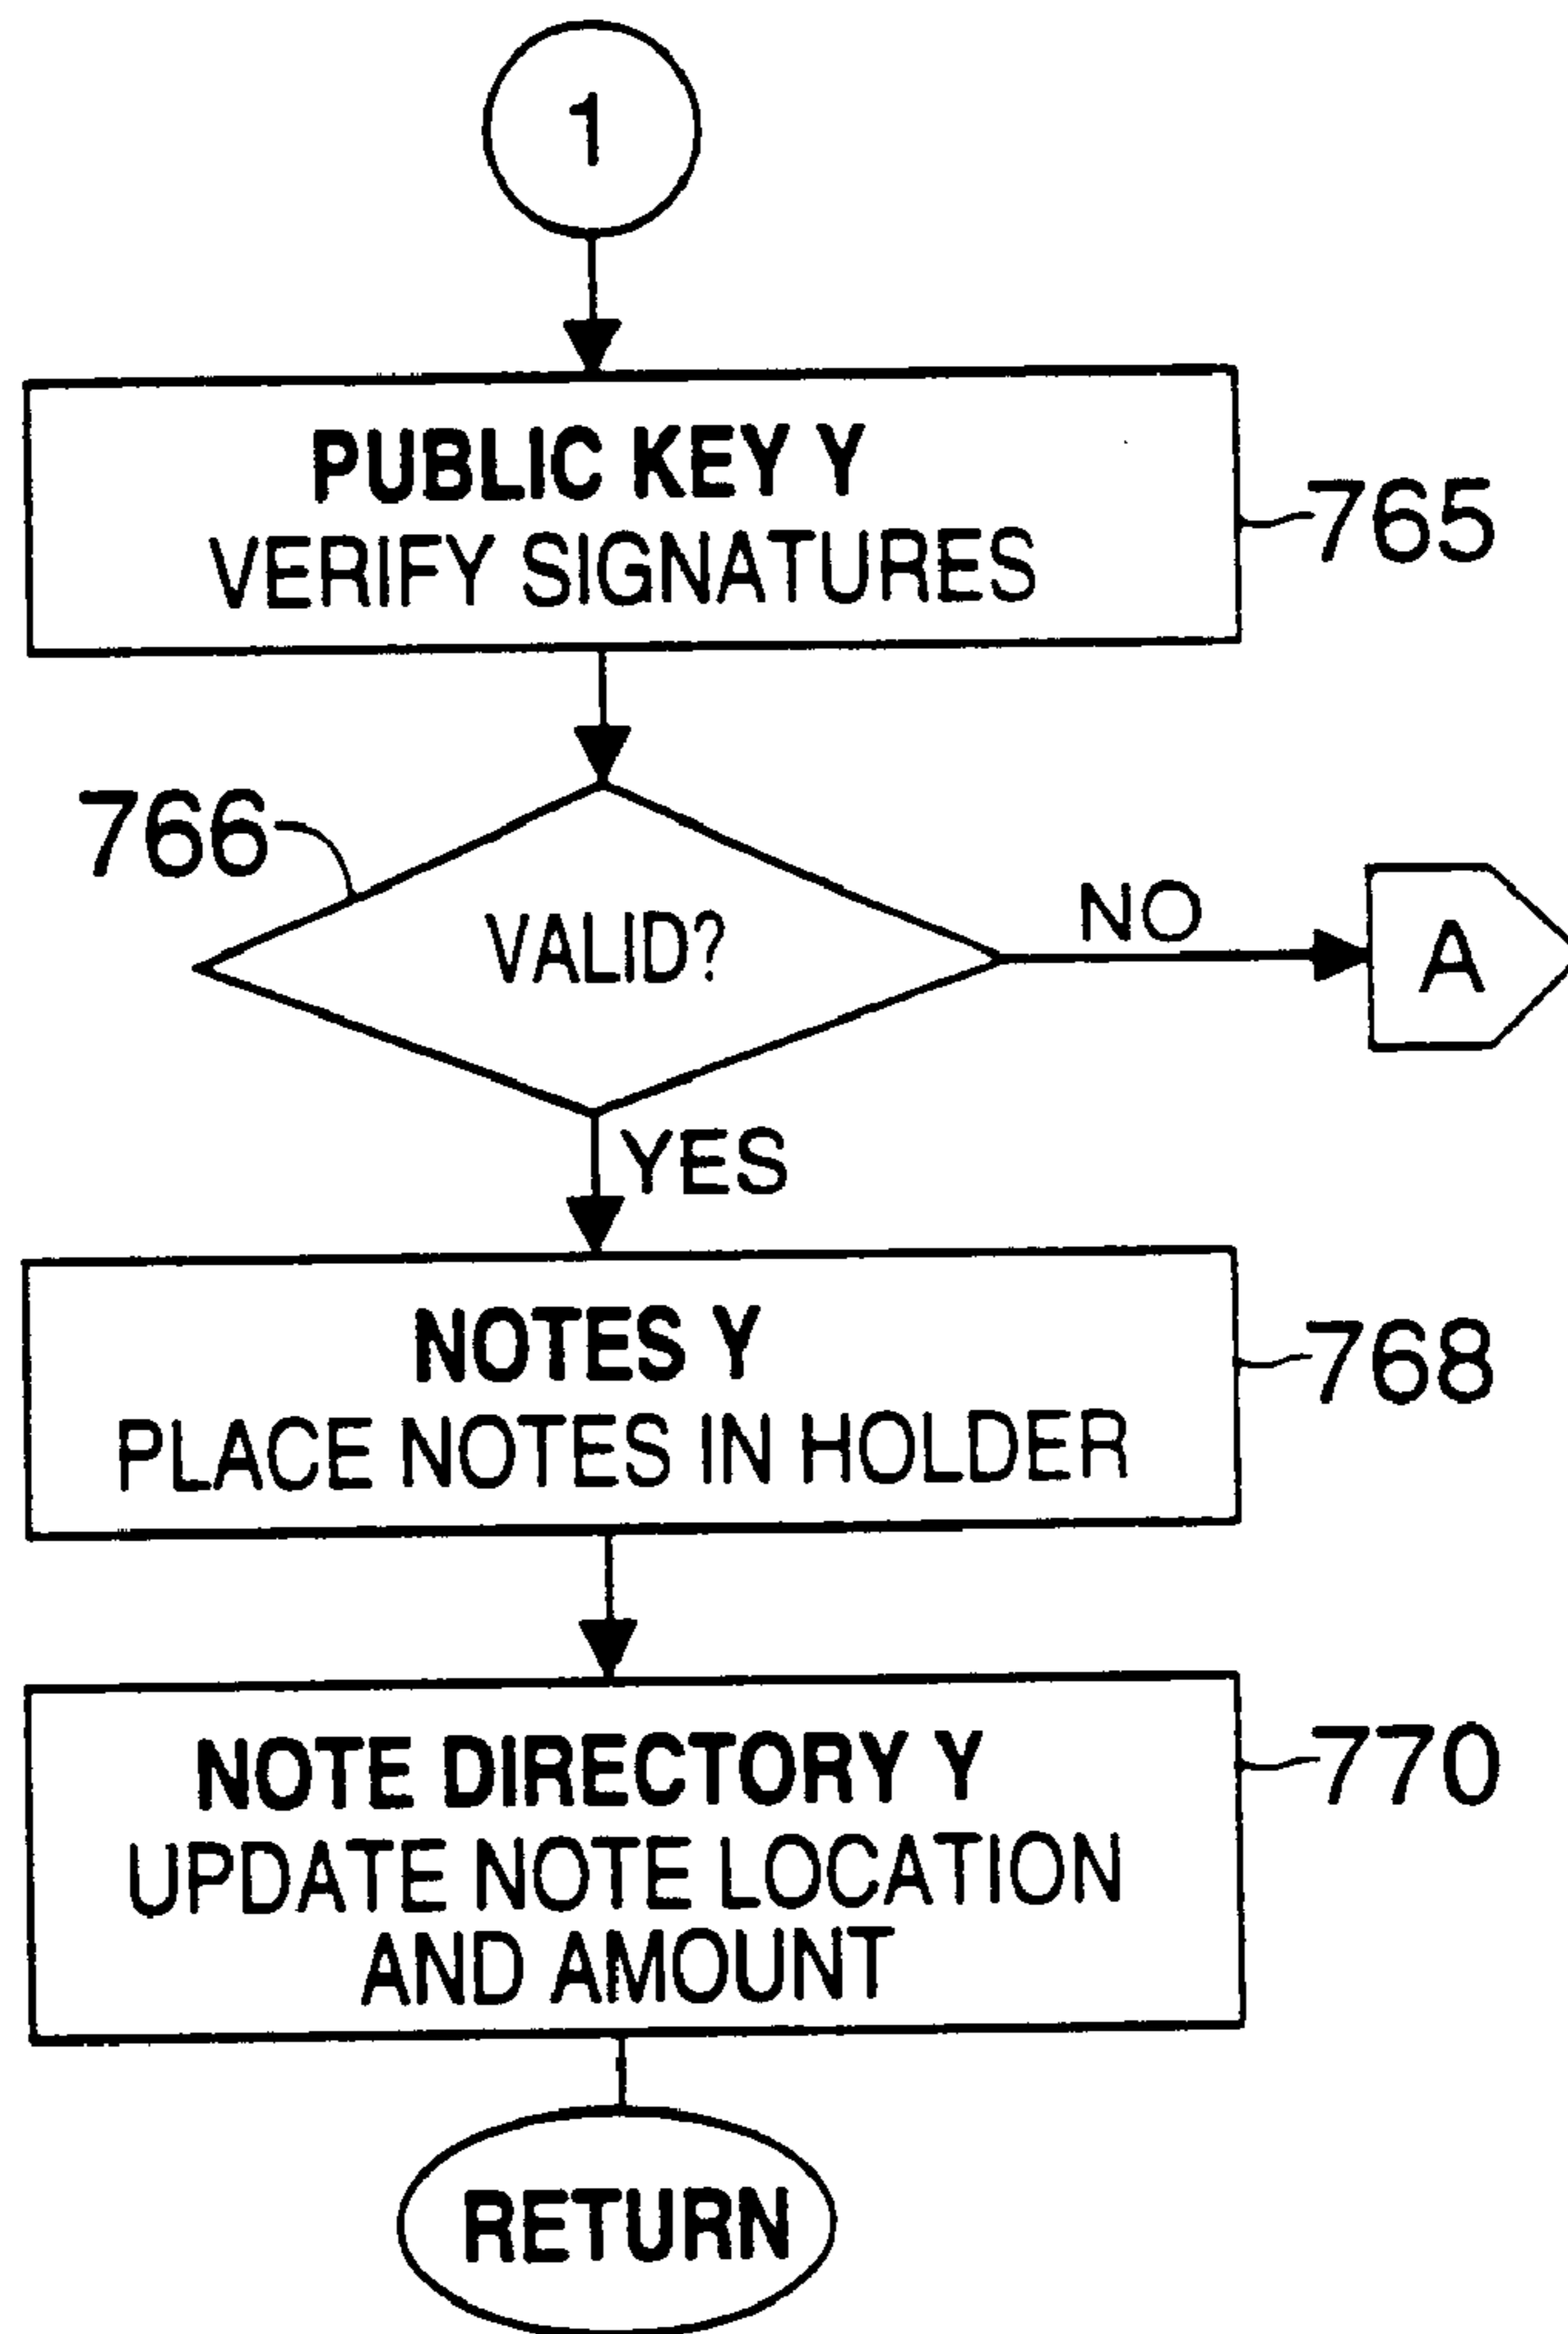 1
PUBLIC KEY Y
VERIFY SIGNATURES
765
766
VALID?
NO
A
YES
NOTES Y
PLACE NOTES IN HOLDER
768
NOTE DIRECTORY Y
UPDATE NOTE LOCATION
AND AMOUNT
770
RETURN